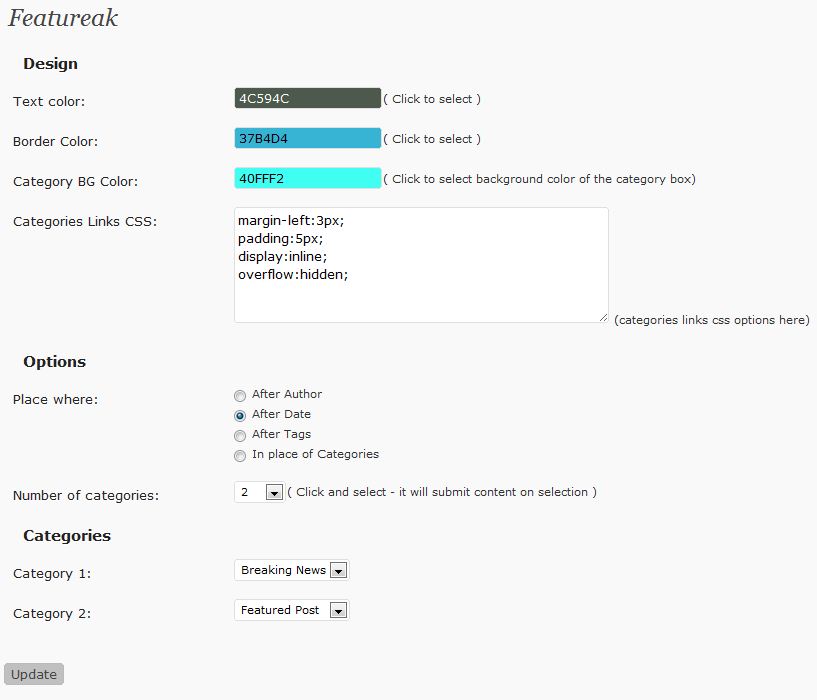 Featureak
Design
Text color: 4C594C ( Click to select )
Border Color: 37B4D4 ( Click to select )
Category BG Color: 40FFF2 ( Click to select background color of the category box)
Categories Links CSS: margin-left:3px;
padding:5px;
display:inline;
overflow:hidden;
(categories links css options here)
Options
Place where: After Author
After Date
After Tags
In place of Categories
Number of categories: 2 ( Click and select - it will submit content on selection )
Categories
Category 1: Breaking News
Category 2: Featured Post
Update